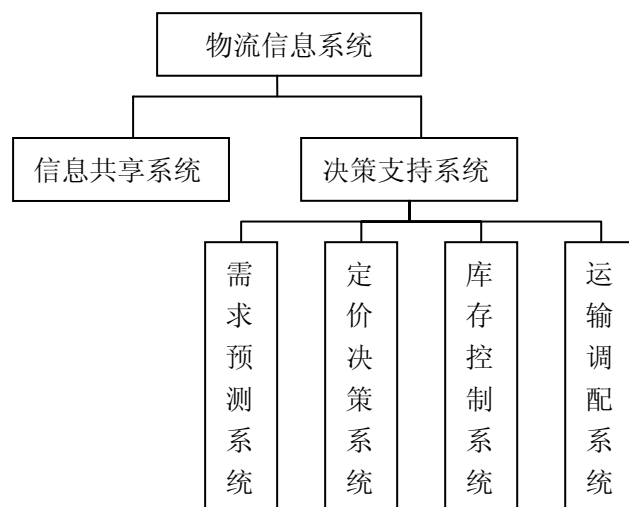 物流信息系统
信息共享系统
决策支持系统
需求预测系统
定价决策系统
库存控制系统
运输调配系统